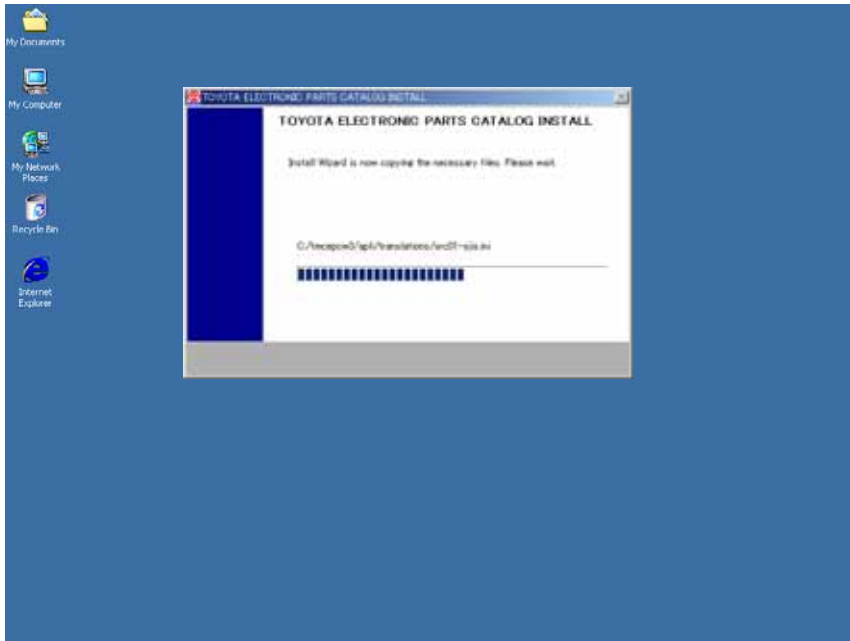 My Documents
My Computer
My Network
Places
Recycle Bin
Internet
Explorer
TOYOTA ELECTRONIC PARTS CATALOG INSTALL
TOYOTA ELECTRONIC PARTS CATALOG INSTALL
Install Wizard is now copying the necessary files. Please wait.